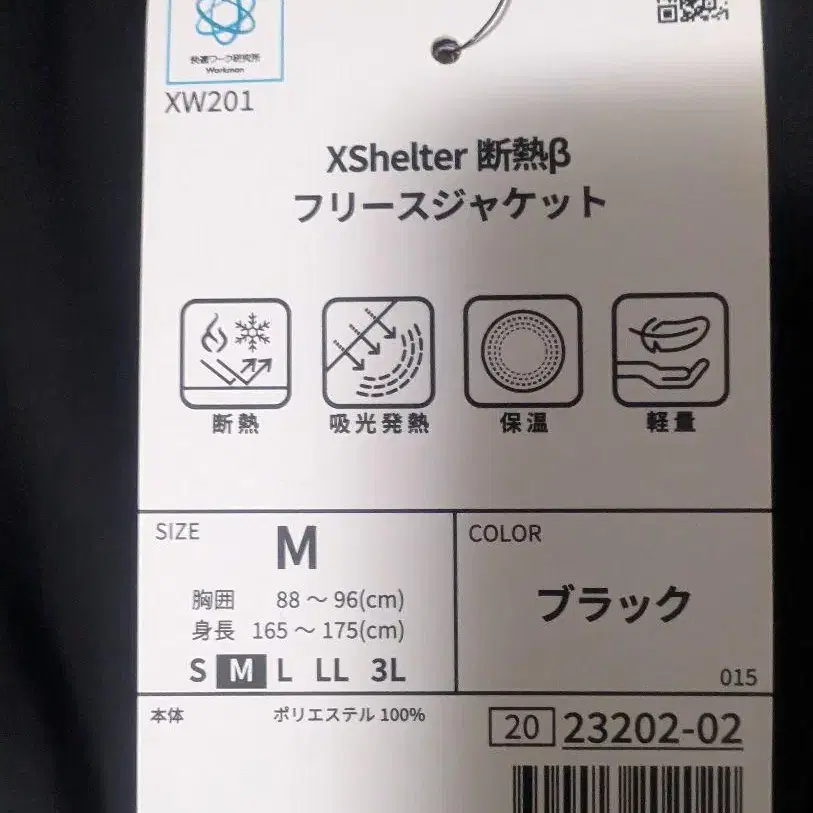 快適ワーク研究所
Workman
XW201
XShelter 断熱β
フリースジャケット
断熱 吸光発熱 保温 軽量
SIZE
M
胸囲 88～96(cm)
身長 165～175(cm)
S M L LL 3L
COLOR
ブラック
015
本体 ポリエステル 100%
20 23202-02